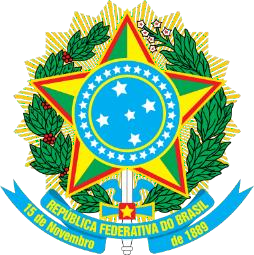 REPÚBLICA FEDERATIVA DO BRASIL
15 de Novembro
de 1889